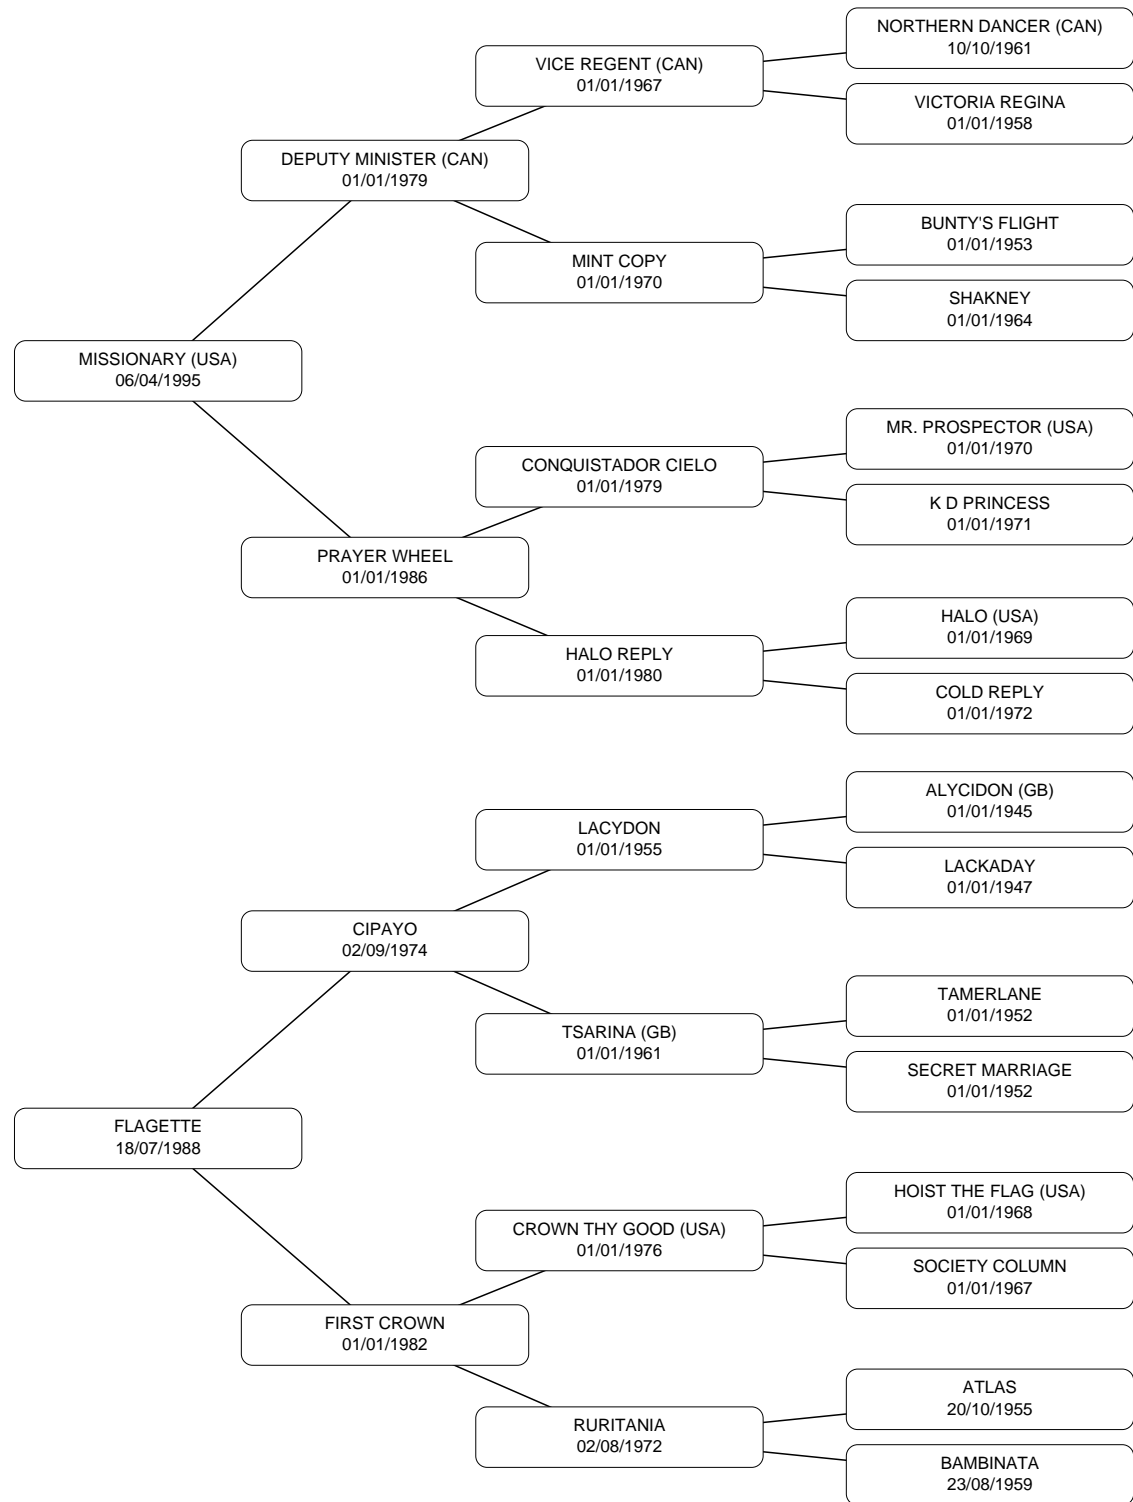 NORTHERN DANCER (CAN)
10/10/1961
VICE REGENT (CAN)
01/01/1967
VICTORIA REGINA
01/01/1958
DEPUTY MINISTER (CAN)
01/01/1979
BUNTY'S FLIGHT
01/01/1953
MINT COPY
01/01/1970
SHAKNEY
01/01/1964
MISSIONARY (USA)
06/04/1995
MR. PROSPECTOR (USA)
01/01/1970
CONQUISTADOR CIELO
01/01/1979
K D PRINCESS
01/01/1971
PRAYER WHEEL
01/01/1986
HALO (USA)
01/01/1969
HALO REPLY
01/01/1980
COLD REPLY
01/01/1972
ALYCIDON (GB)
01/01/1945
LACYDON
01/01/1955
LACKADAY
01/01/1947
CIPAYO
02/09/1974
TAMERLANE
01/01/1952
TSARINA (GB)
01/01/1961
SECRET MARRIAGE
01/01/1952
FLAGETTE
18/07/1988
HOIST THE FLAG (USA)
01/01/1968
CROWN THY GOOD (USA)
01/01/1976
SOCIETY COLUMN
01/01/1967
FIRST CROWN
01/01/1982
ATLAS
20/10/1955
RURITANIA
02/08/1972
BAMBINATA
23/08/1959